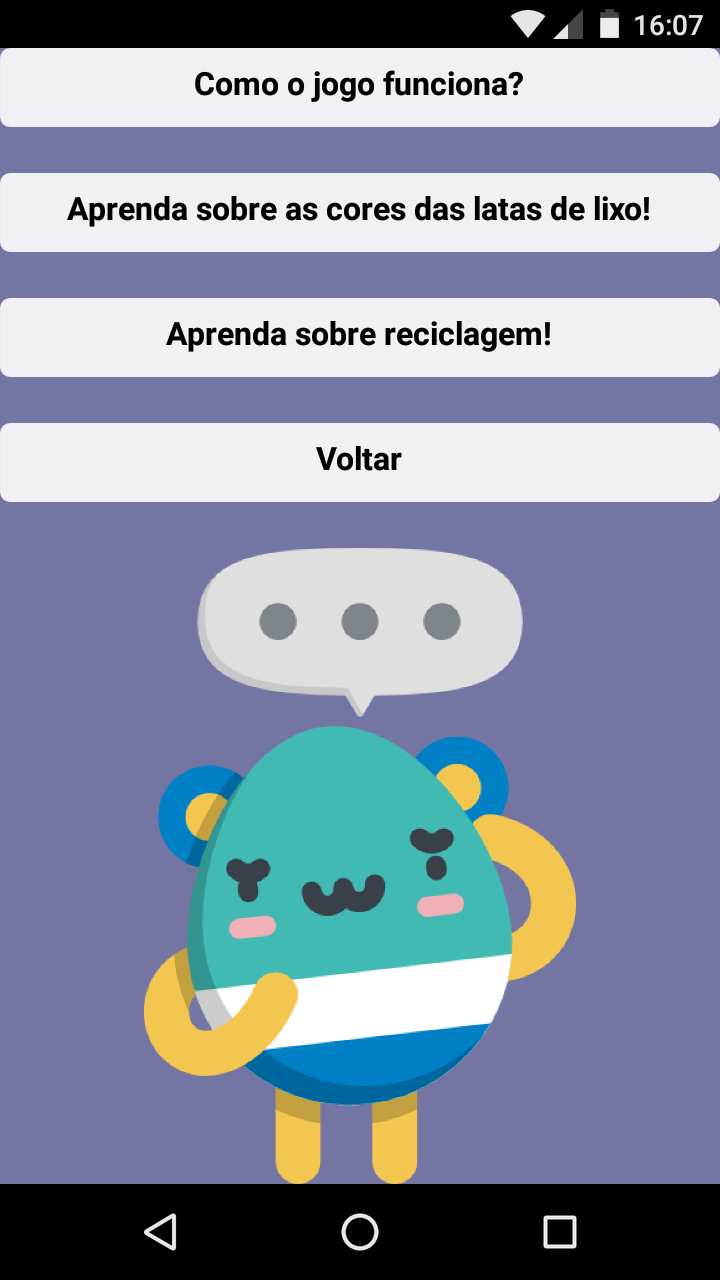 16:07
Como o jogo funciona?
Aprenda sobre as cores das latas de lixo!
Aprenda sobre reciclagem!
Voltar